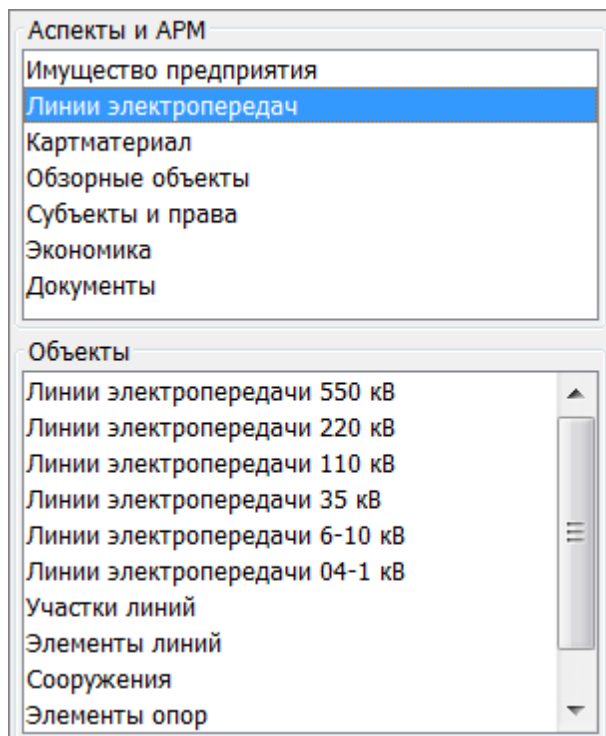 Аспекты и АРМ
Имущество предприятия
Линии электропередач
Картматериал
Обзорные объекты
Субъекты и права
Экономика
Документы
Объекты
Линии электропередачи 550 кВ
Линии электропередачи 220 кВ
Линии электропередачи 110 кВ
Линии электропередачи 35 кВ
Линии электропередачи 6-10 кВ
Линии электропередачи 04-1 кВ
Участки линий
Элементы линий
Сооружения
Элементы опор